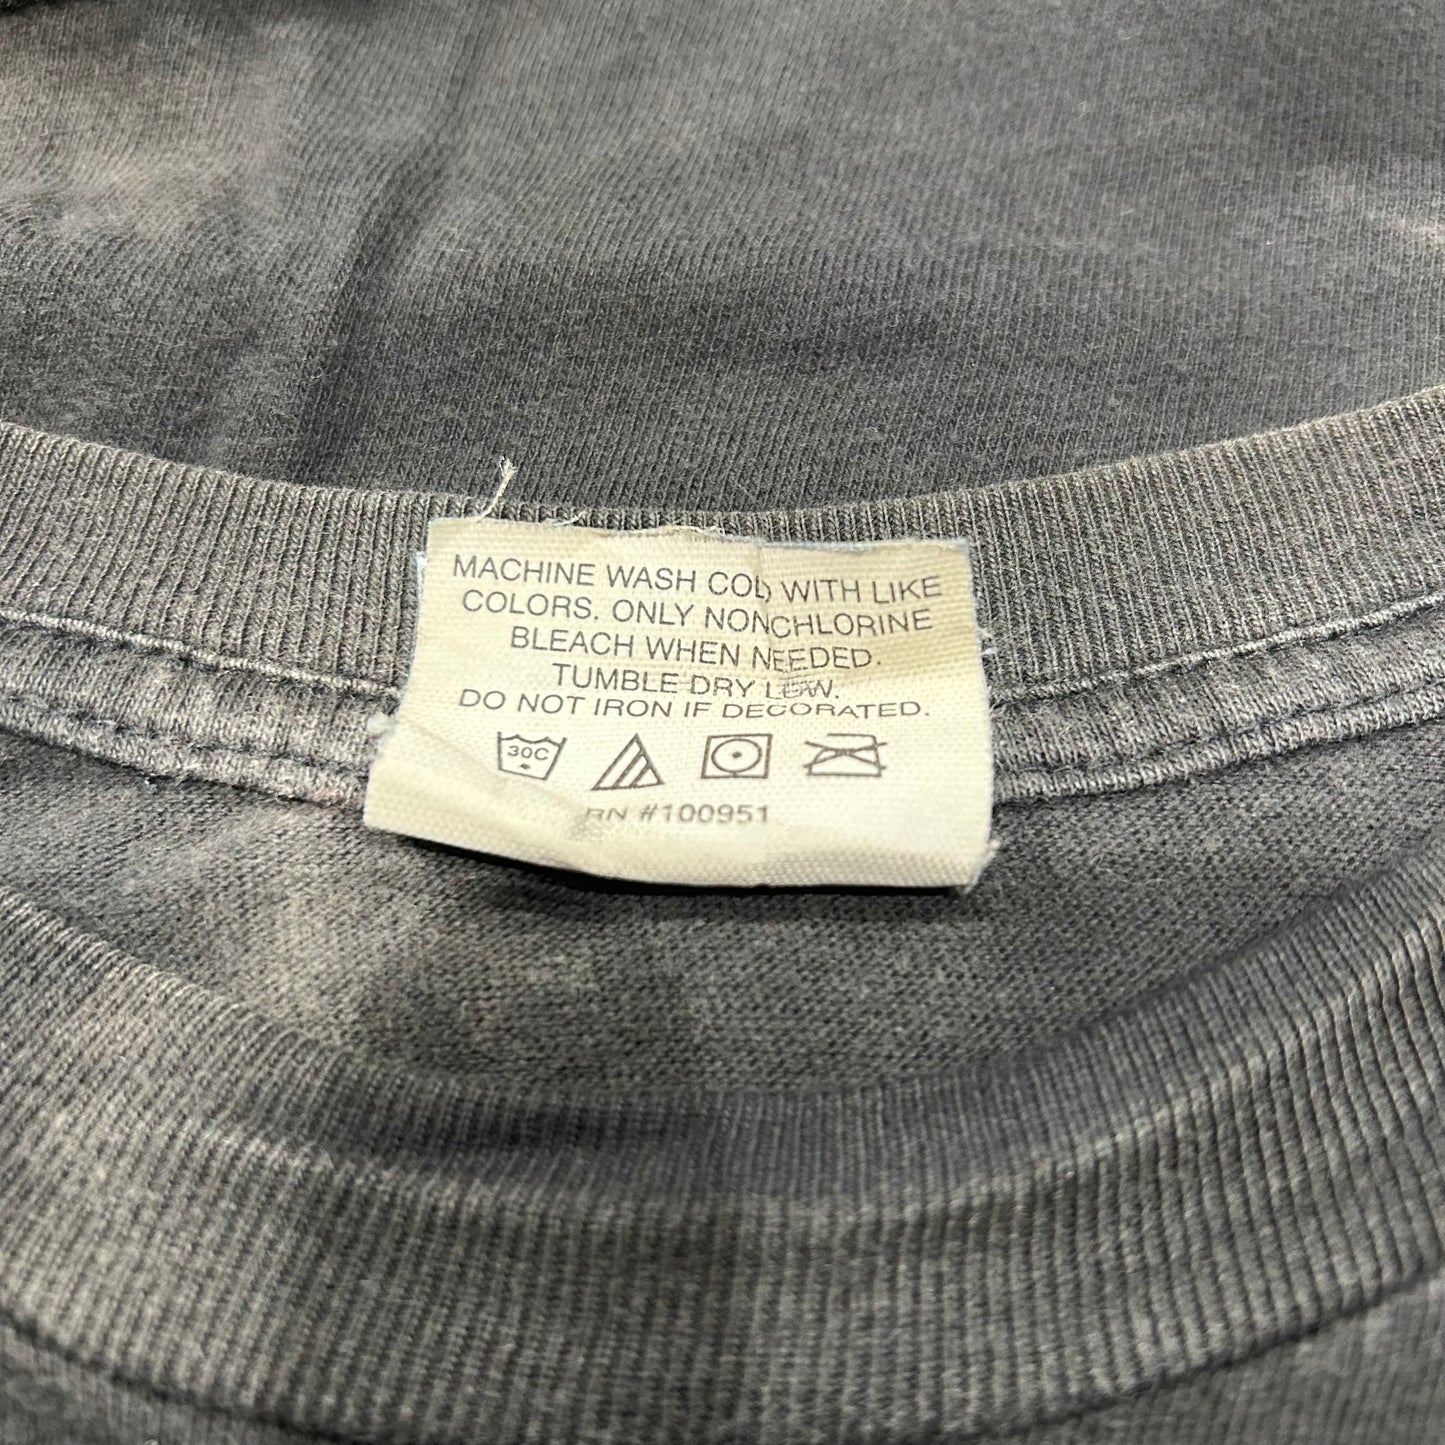 MACHINE WASH COLD WITH LIKE
COLORS. ONLY NONCHLORINE
BLEACH WHEN NEEDED.
TUMBLE DRY LOW.
DO NOT IRON IF DECORATED.
30C
RN #100951